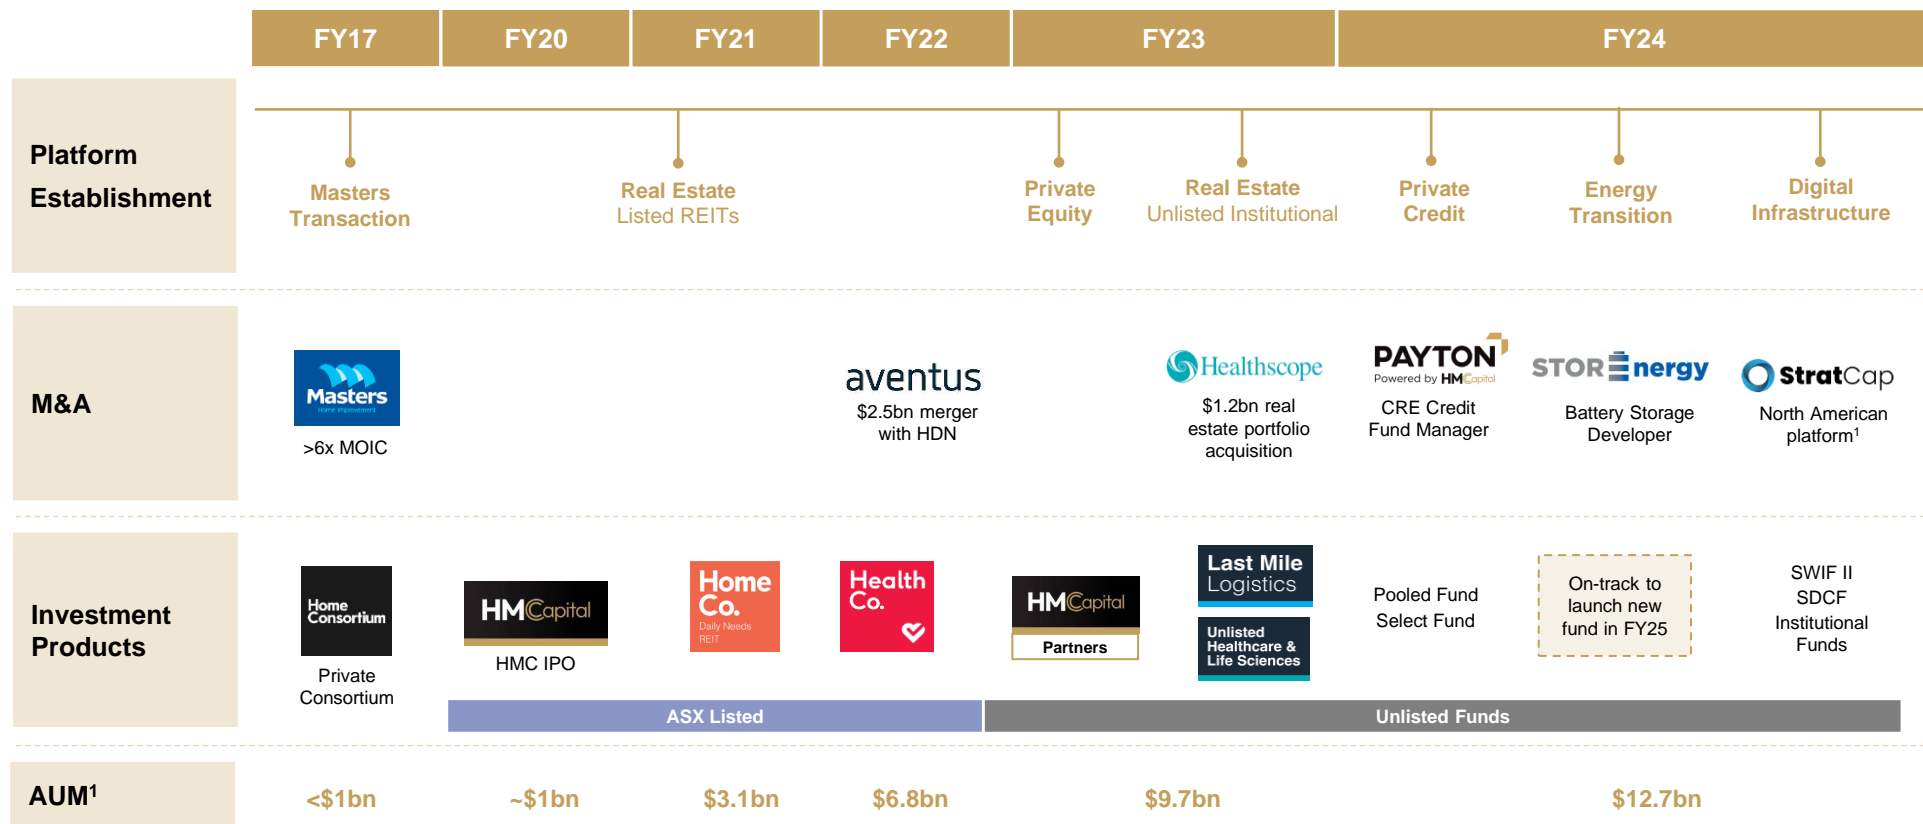 FY17 FY20 FY21 FY22 FY23 FY24
Platform
Establishment
Masters
Transaction
Real Estate
Listed REITs
Private
Equity
Real Estate
Unlisted Institutional
Private
Credit
Energy
Transition
Digital
Infrastructure
M&A
Masters
Home Improvement
>6x MOIC
aventus
$2.5bn merger
with HDN
Healthscope
$1.2bn real
estate portfolio
acquisition
PAYTON
Powered by HMCapital
CRE Credit
Fund Manager
STOREnergy
Battery Storage
Developer
StratCap
North American
platform¹
Investment
Products
Home
Consortium
Private
Consortium
HMCapital
HMC IPO
Home
Co.
Daily Needs
REIT
Health
Co.
HMCapital
Partners
Last Mile
Logistics
Unlisted
Healthcare &
Life Sciences
Pooled Fund
Select Fund
On-track to
launch new
fund in FY25
SWIF II
SDCF
Institutional
Funds
ASX Listed
Unlisted Funds
AUM¹
<$1bn ~$1bn $3.1bn $6.8bn $9.7bn $12.7bn